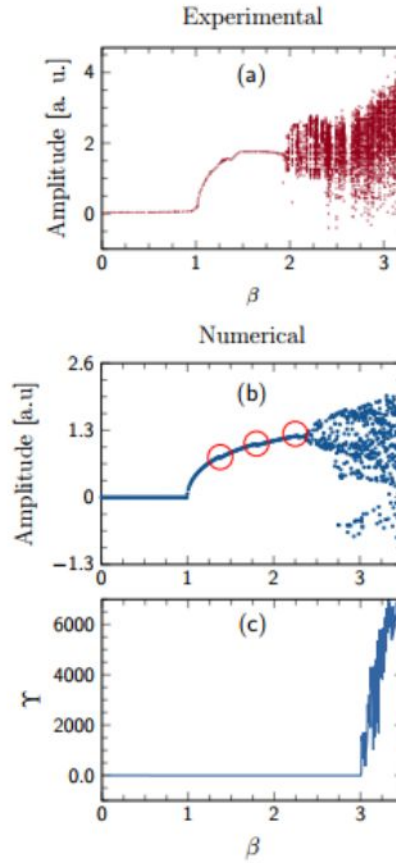 Experimental
(a)
Amplitude [a. u.]
4
2
0
0 1 2 3
β
Numerical
(b)
Amplitude [a.u]
2.6
1.3
0
−1.3
0 1 2 3
(c)
ϒ
6000
4000
2000
0.0
0 1 2 3
β